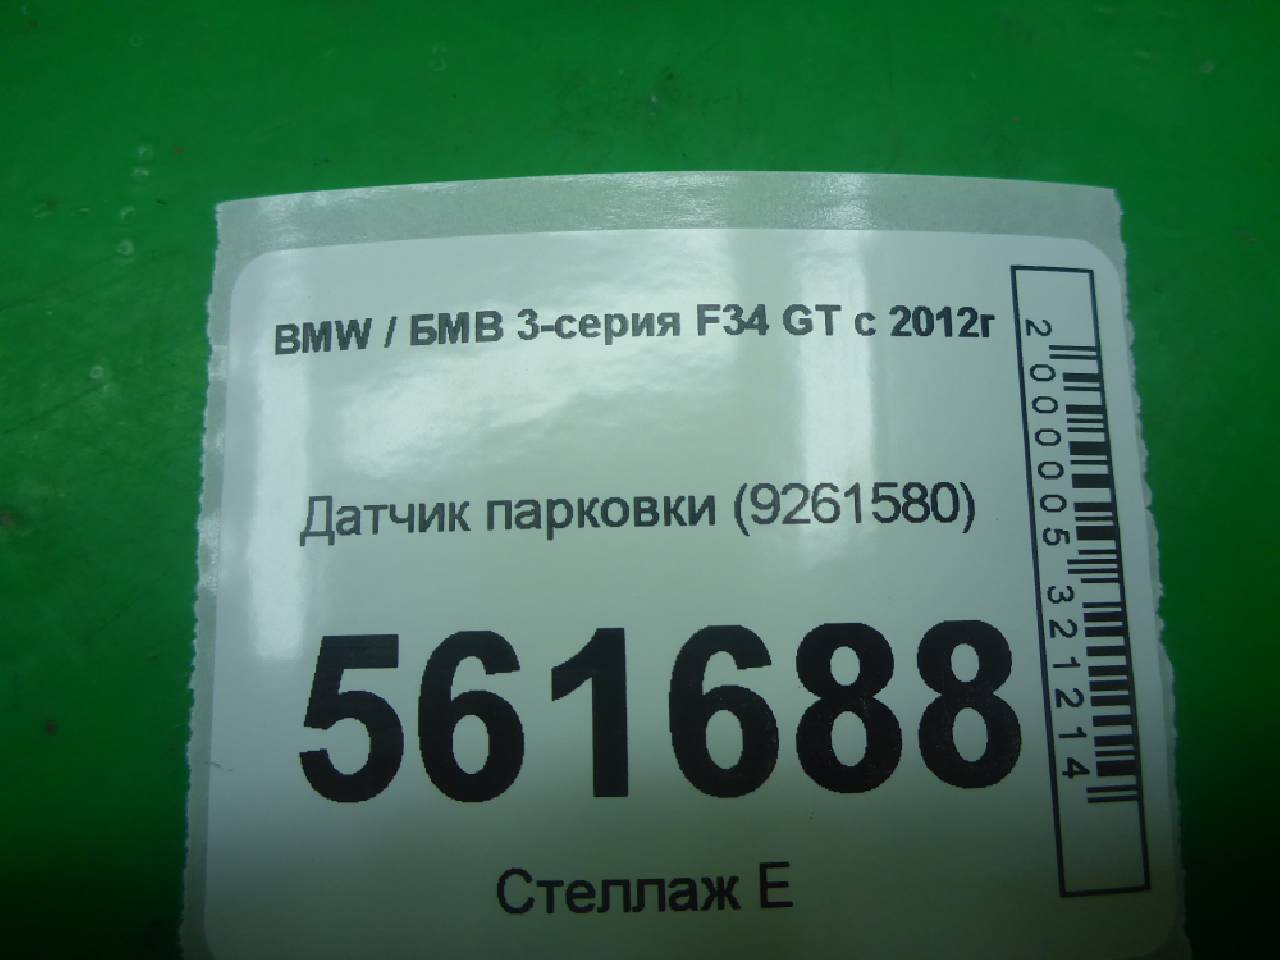 BMW / БМВ 3-серия F34 GT с 2012г
Датчик парковки (9261580)
561688
Стеллаж Е
2000005321214